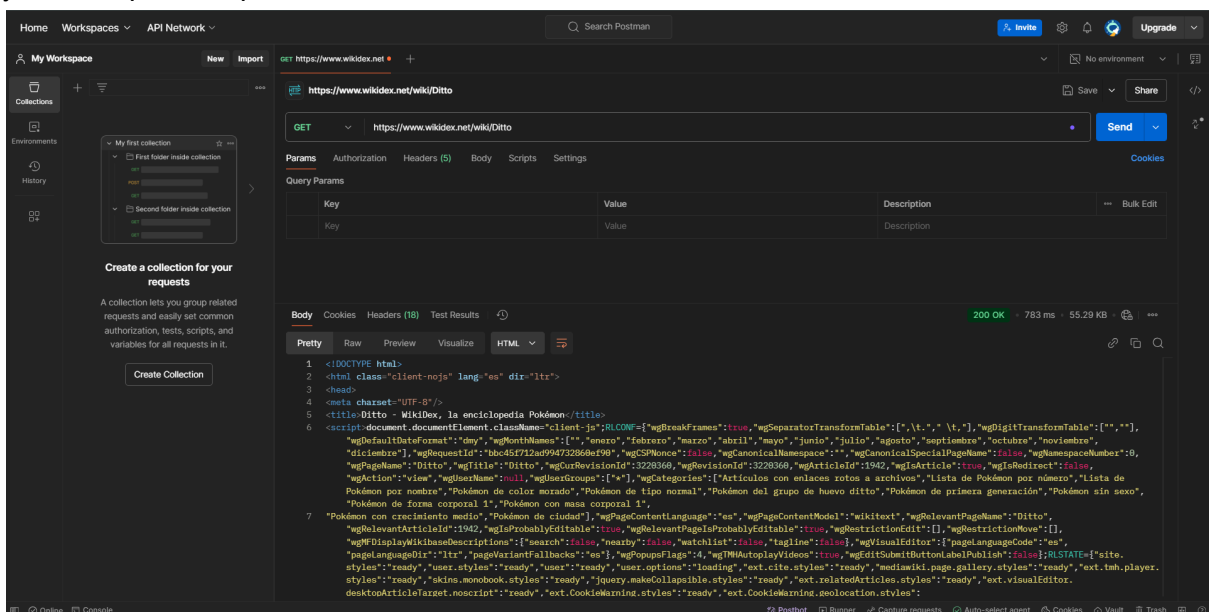 Home Workspaces API Network Search Postman Invite Upgrade
My Workspace New Import GET https://www.wikidex.net No environment
Collections
Environments
History
My first collection
First folder inside collection
GET
POST
GET
Second folder inside collection
GET
GET
Create a collection for your
requests
A collection lets you group related
requests and easily set common
authorization, tests, scripts, and
variables for all requests in it.
Create Collection
HTTP https://www.wikidex.net/wiki/Ditto Save Share
GET https://www.wikidex.net/wiki/Ditto Send
Params Authorization Headers (5) Body Scripts Settings Cookies
Query Params
Key Value Description Bulk Edit
Key Value Description
Body Cookies Headers (18) Test Results 200 OK 783 ms 55.29 KB
Pretty Raw Preview Visualize HTML
1 <!DOCTYPE html>
2 <html class="client-nojs" lang="es" dir="ltr">
3 <head>
4 <meta charset="UTF-8"/>
5 <title>Ditto - WikiDex, la enciclopedia Pokémon</title>
6 <script>document.documentElement.className="client-js";RLCONF={"wgBreakFrames":true,"wgSeparatorTransformTable":[",\t."," \t,"],"wgDigitTransformTable":["",""],
"wgDefaultDateFormat":"dmy","wgMonthNames":["","enero","febrero","marzo","abril","mayo","junio","julio","agosto","septiembre","octubre","noviembre",
"diciembre"],"wgRequestId":"bbc45f712ad994732860ef90","wgCSPNonce":false,"wgCanonicalNamespace":"","wgCanonicalSpecialPageName":false,"wgNamespaceNumber":0,
"wgPageName":"Ditto","wgTitle":"Ditto","wgCurRevisionId":3220360,"wgRevisionId":3220360,"wgArticleId":1942,"wgIsArticle":true,"wgIsRedirect":false,
"wgAction":"view","wgUserName":null,"wgUserGroups":["*"],"wgCategories":["Artículos con enlaces rotos a archivos","Lista de Pokémon por número","Lista de
Pokémon por nombre","Pokémon de color morado","Pokémon de tipo normal","Pokémon del grupo de huevo ditto","Pokémon de primera generación","Pokémon sin sexo",
"Pokémon de forma corporal 1","Pokémon con masa corporal 1",
7 "Pokémon con crecimiento medio","Pokémon de ciudad"],"wgPageContentLanguage":"es","wgPageContentModel":"wikitext","wgRelevantPageName":"Ditto",
"wgRelevantArticleId":1942,"wgIsProbablyEditable":true,"wgRelevantPageIsProbablyEditable":true,"wgRestrictionEdit":[],"wgRestrictionMove":[],
"wgMFDisplayWikibaseDescriptions":{"search":false,"nearby":false,"watchlist":false,"tagline":false},"wgVisualEditor":{"pageLanguageCode":"es",
"pageLanguageDir":"ltr","pageVariantFallbacks":"es"},"wgPopupsFlags":4,"wgTMHAutoplayVideos":true,"wgEditSubmitButtonLabelPublish":false};RLSTATE={"site.
styles":"ready","user.styles":"ready","user":"ready","user.options":"loading","ext.cite.styles":"ready","mediawiki.page.gallery.styles":"ready","ext.tmh.player.
styles":"ready","skins.monobook.styles":"ready","jquery.makeCollapsible.styles":"ready","ext.relatedArticles.styles":"ready","ext.visualEditor.
desktopArticleTarget.noscript":"ready","ext.CookieWarning.styles":"ready","ext.CookieWarning.geolocation.styles":
Online Console Postbot Runner Capture requests Auto-select agent Cookies Vault Trash